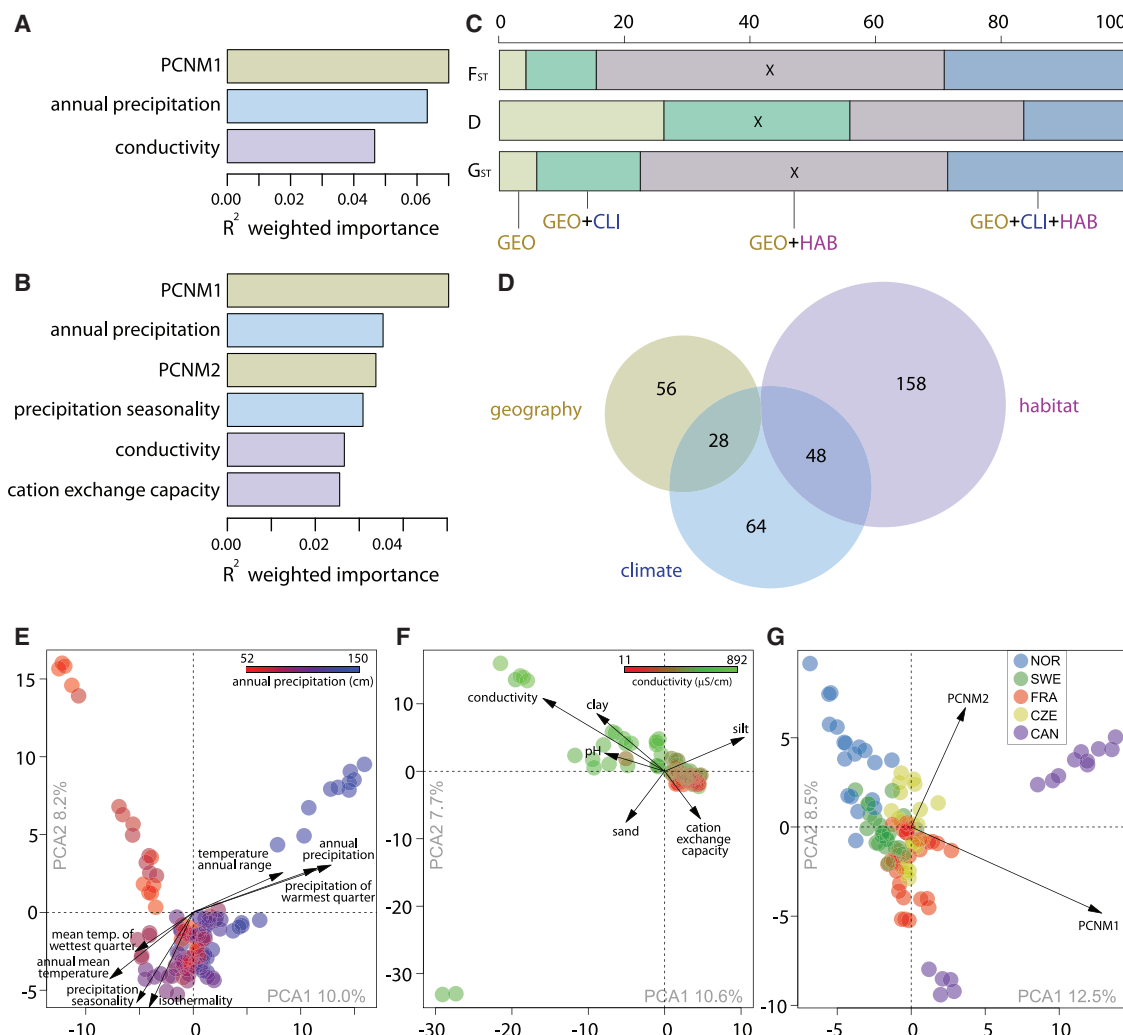 A
PCNM1
annual precipitation
conductivity
0.00 0.02 0.04 0.06
R² weighted importance
B
PCNM1
annual precipitation
PCNM2
precipitation seasonality
conductivity
cation exchange capacity
0.00 0.02 0.04
R² weighted importance
C
0 20 40 60 80 100
FST X
D X
GST X
GEO
GEO+CLI
GEO+HAB
GEO+CLI+HAB
D
56
geography
28
158
habitat
48
64
climate
E
52 150
annual precipitation (cm)
15
10
5
0
-5
PCA2 8.2%
temperature
annual range
annual
precipitation
precipitation of
warmest quarter
mean temp. of
wettest quarter
annual mean
temperature
precipitation
seasonality
isothermality
PCA1 10.0%
-10 -5 0 5 10 15
F
11 892
conductivity (µS/cm)
10
0
-10
-20
-30
PCA2 7.7%
conductivity
clay
pH
silt
sand
cation
exchange
capacity
PCA1 10.6%
-30 -20 -10 0 10
G
NOR
SWE
FRA
CZE
CAN
5
0
-5
-10
PCA2 8.5%
PCNM2
PCNM1
PCA1 12.5%
-5 0 5 10